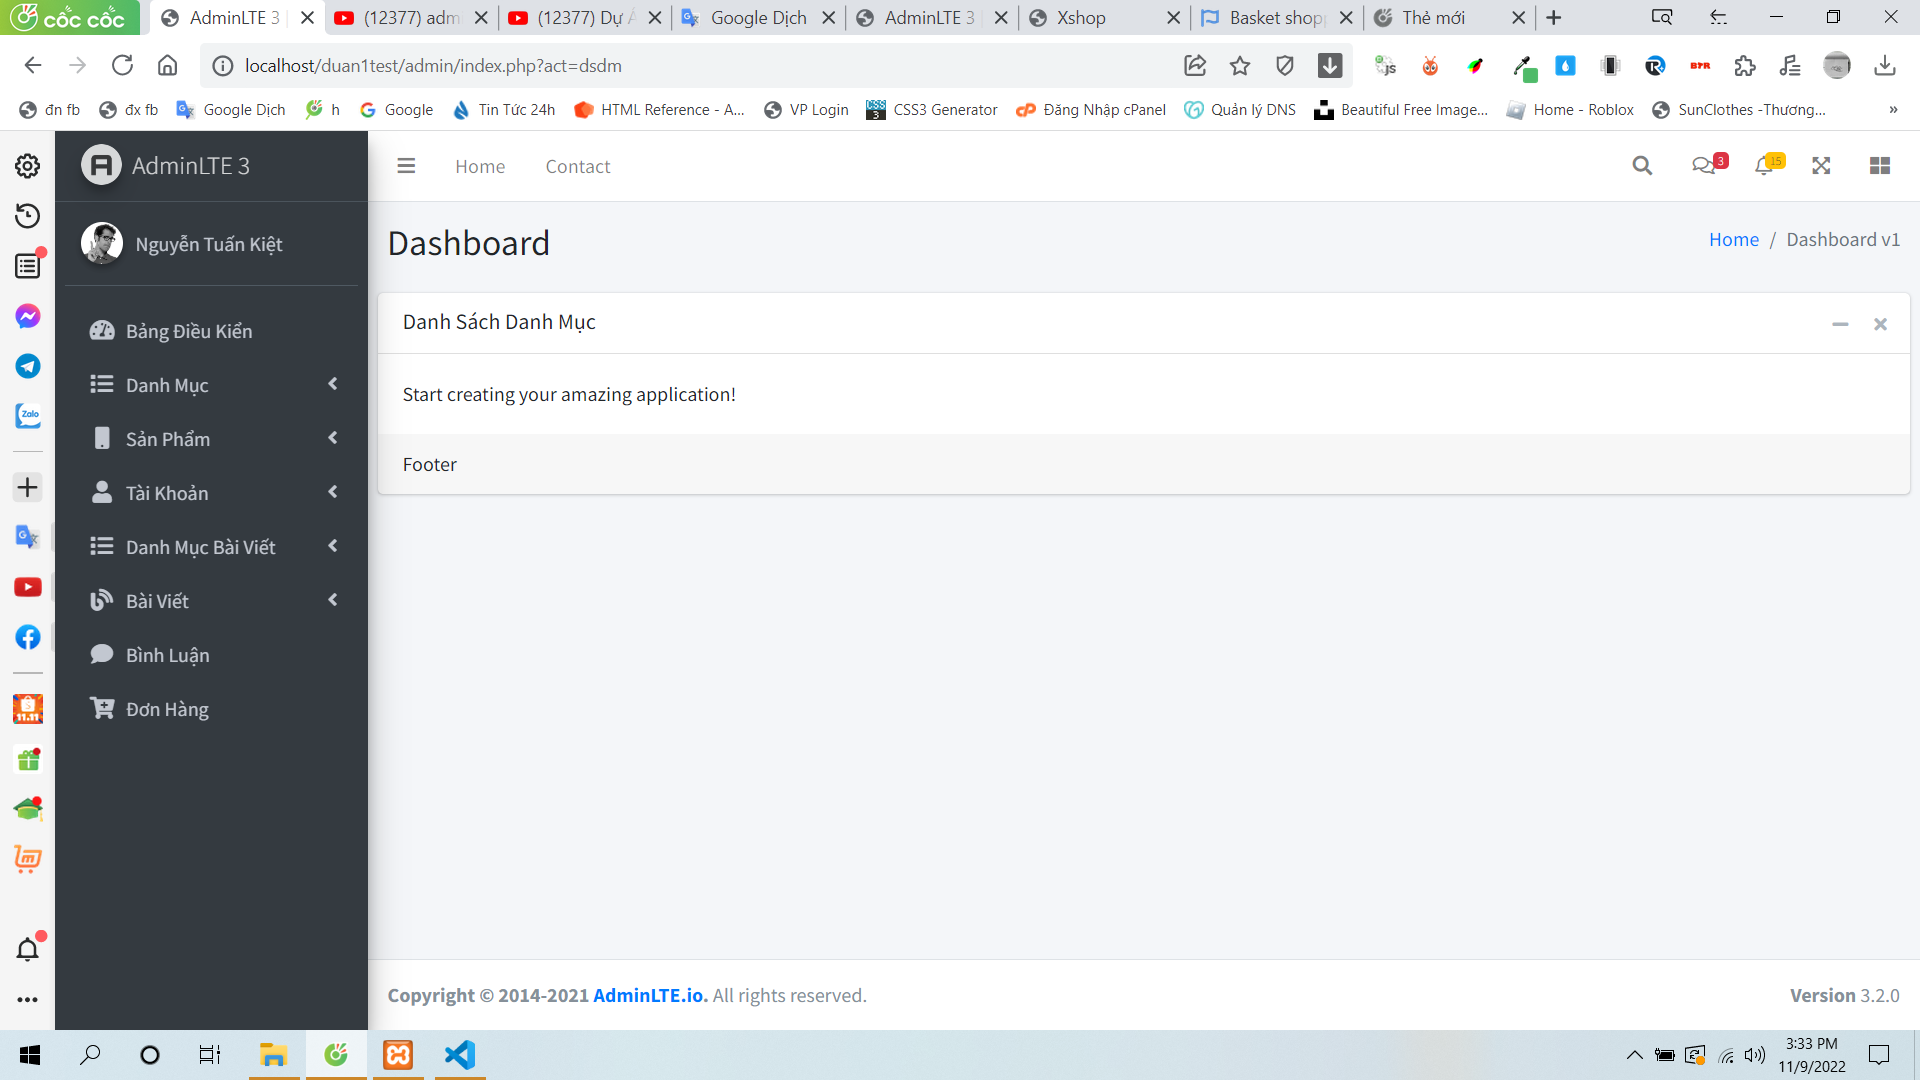 cốc cốc
AdminLTE 3
(12377) adm
(12377) Dự Á
Google Dịch
AdminLTE 3
Xshop
Basket shopp
Thẻ mới
localhost/duan1test/admin/index.php?act=dsdm
đn fb
đx fb
Google Dịch
h
Google
Tin Tức 24h
HTML Reference - A...
VP Login
CSS3 Generator
Đăng Nhập cPanel
Quản lý DNS
Beautiful Free Image...
Home - Roblox
SunClothes -Thương...
»
AdminLTE 3
Home
Contact
3
15
Nguyễn Tuấn Kiệt
Dashboard
Home / Dashboard v1
Bảng Điều Kiển
Danh Mục
Sản Phẩm
Tài Khoản
Danh Mục Bài Viết
Bài Viết
Bình Luận
Đơn Hàng
Danh Sách Danh Mục
Start creating your amazing application!
Footer
Zalo
11.11
Copyright © 2014-2021 AdminLTE.io. All rights reserved.
Version 3.2.0
3:33 PM
11/9/2022